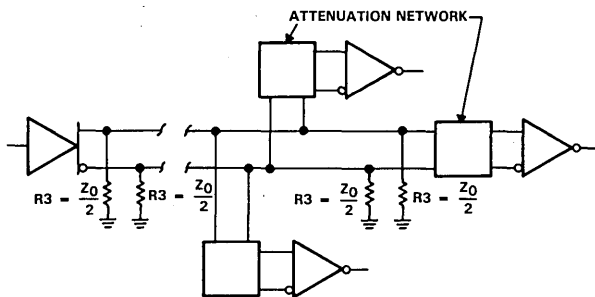 ATTENUATION NETWORK
R3 = Z0/2
R3 = Z0/2
R3 = Z0/2
R3 = Z0/2